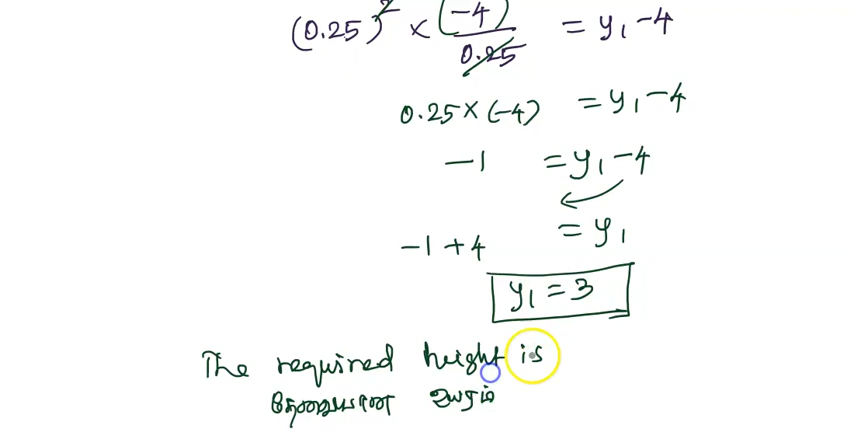 (0.25)² × (-4)/0.25 = y₁ -4
0.25 × (-4) = y₁ -4
-1 = y₁ -4
-1 + 4 = y₁
y₁ = 3
The required height is
தேவையான உயரம்